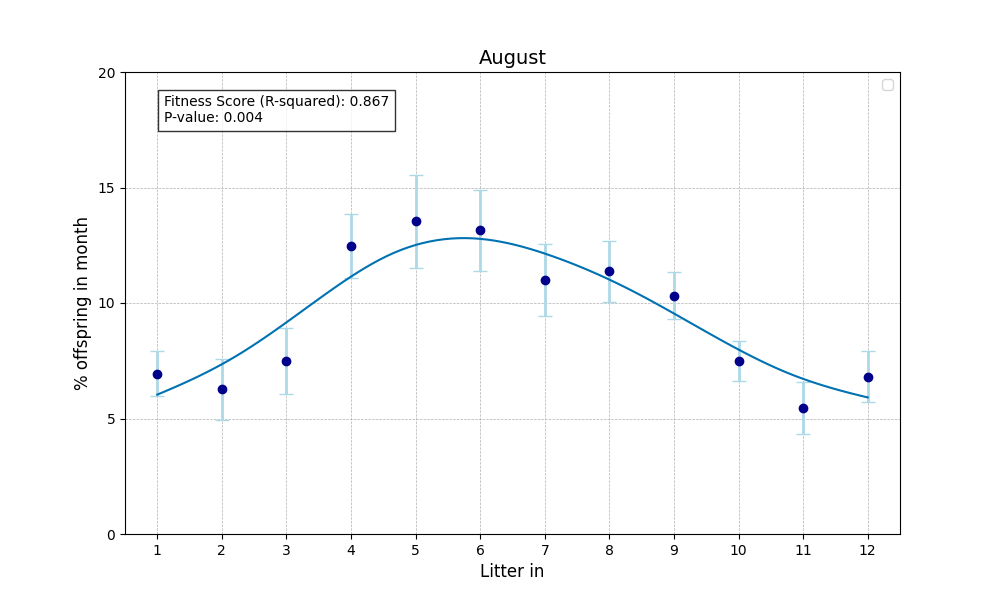 August
Fitness Score (R-squared): 0.867
P-value: 0.004
% offspring in month
20
15
10
5
0
1 2 3 4 5 6 7 8 9 10 11 12
Litter in